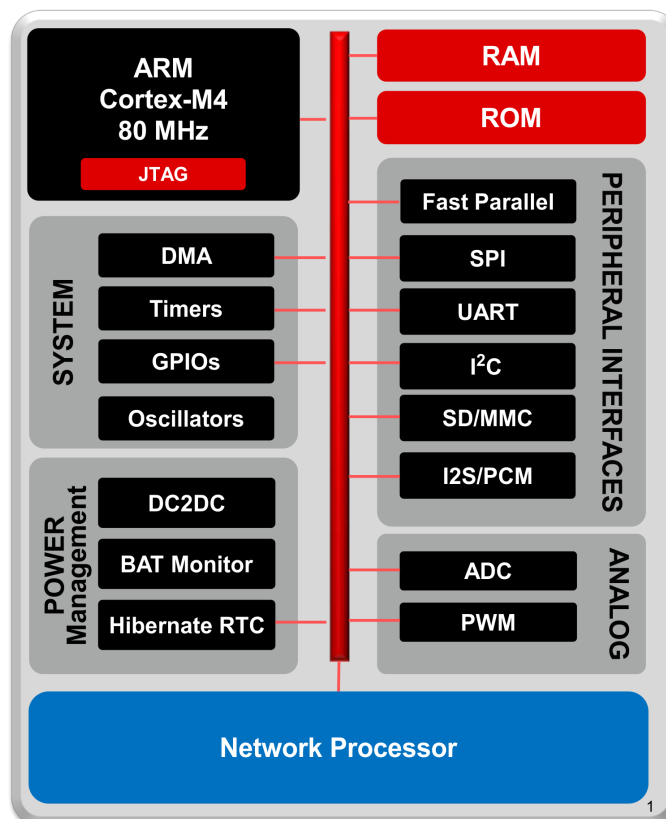 ARM
Cortex-M4
80 MHz
JTAG
RAM
ROM
SYSTEM
DMA
Timers
GPIOs
Oscillators
POWER
Management
DC2DC
BAT Monitor
Hibernate RTC
PERIPHERAL INTERFACES
Fast Parallel
SPI
UART
I²C
SD/MMC
I2S/PCM
ANALOG
ADC
PWM
Network Processor
1